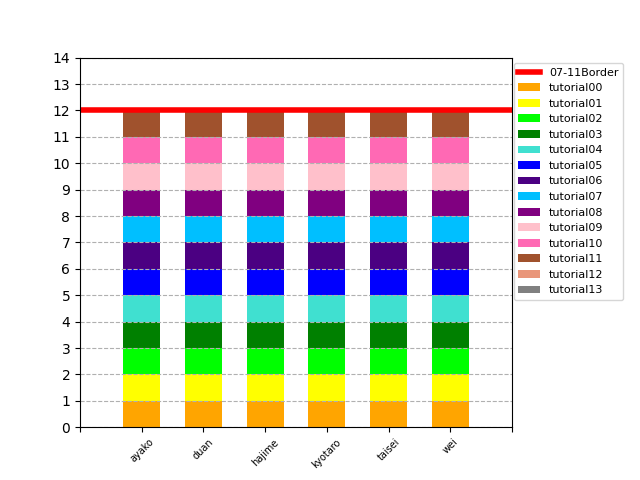 14
13
12
11
10
9
8
7
6
5
4
3
2
1
0
ayako
duan
hajime
kyotaro
taisei
wei
07-11Border
tutorial00
tutorial01
tutorial02
tutorial03
tutorial04
tutorial05
tutorial06
tutorial07
tutorial08
tutorial09
tutorial10
tutorial11
tutorial12
tutorial13